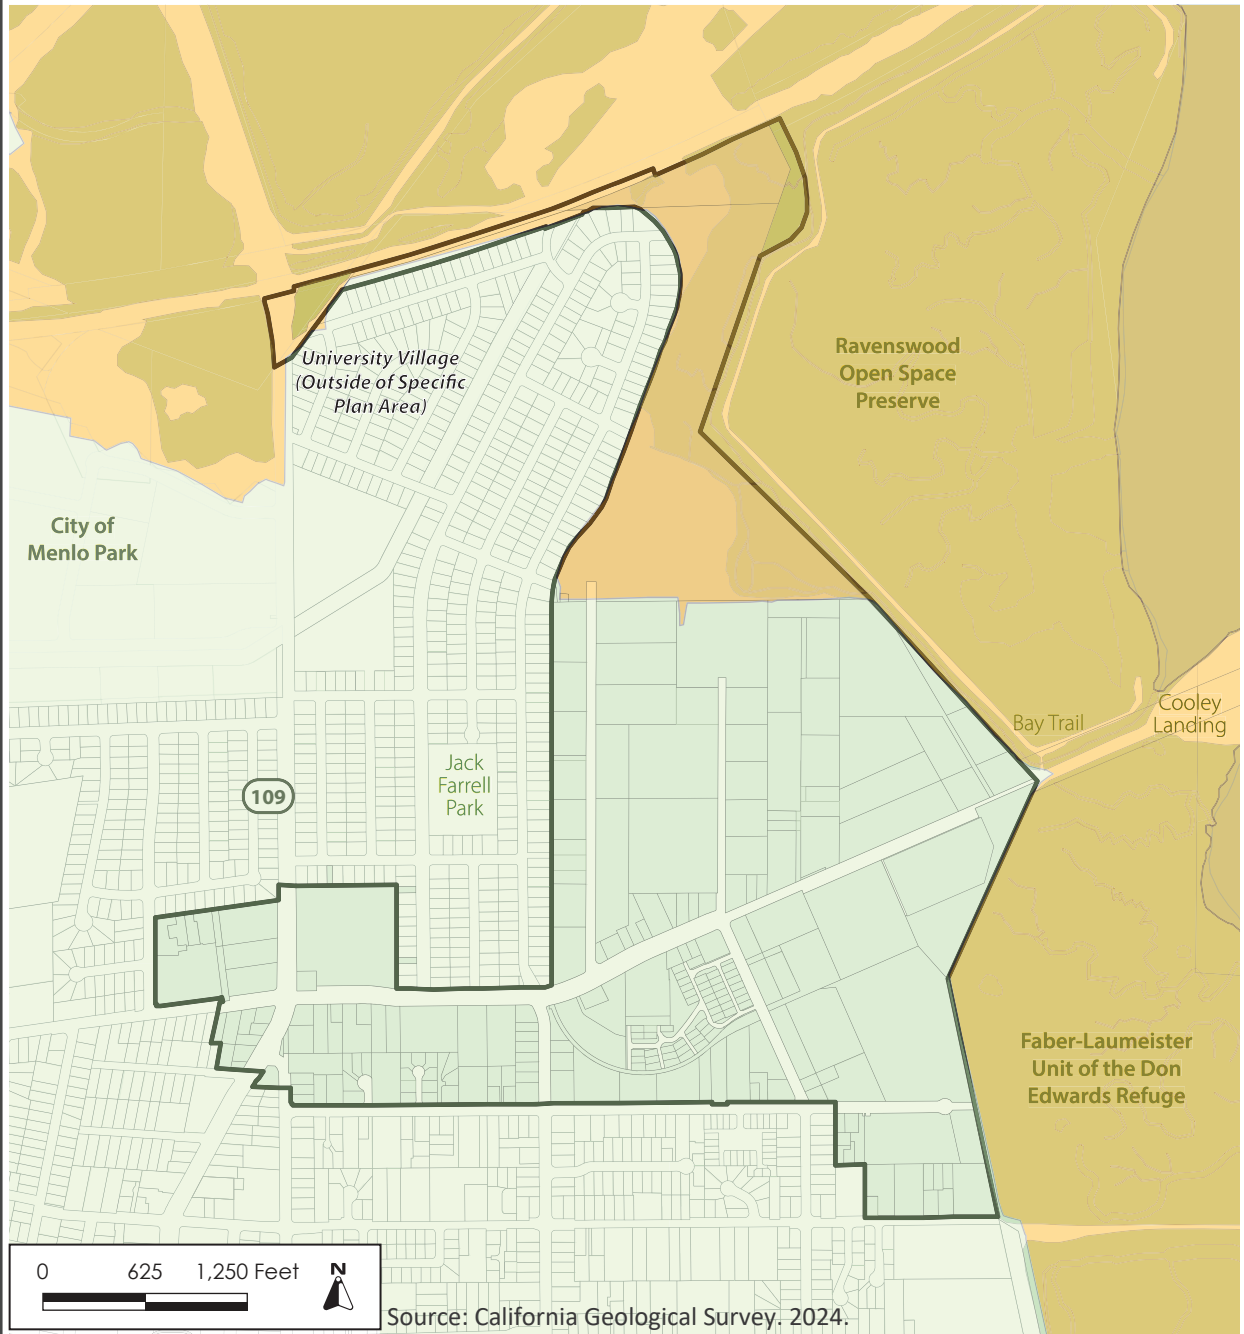 University Village
(Outside of Specific
Plan Area)
Ravenswood
Open Space
Preserve
City of
Menlo Park
Cooley
Landing
Bay Trail
Jack
Farrell
Park
109
Faber-Laumeister
Unit of the Don
Edwards Refuge
0 625 1,250 Feet
N
Source: California Geological Survey. 2024.